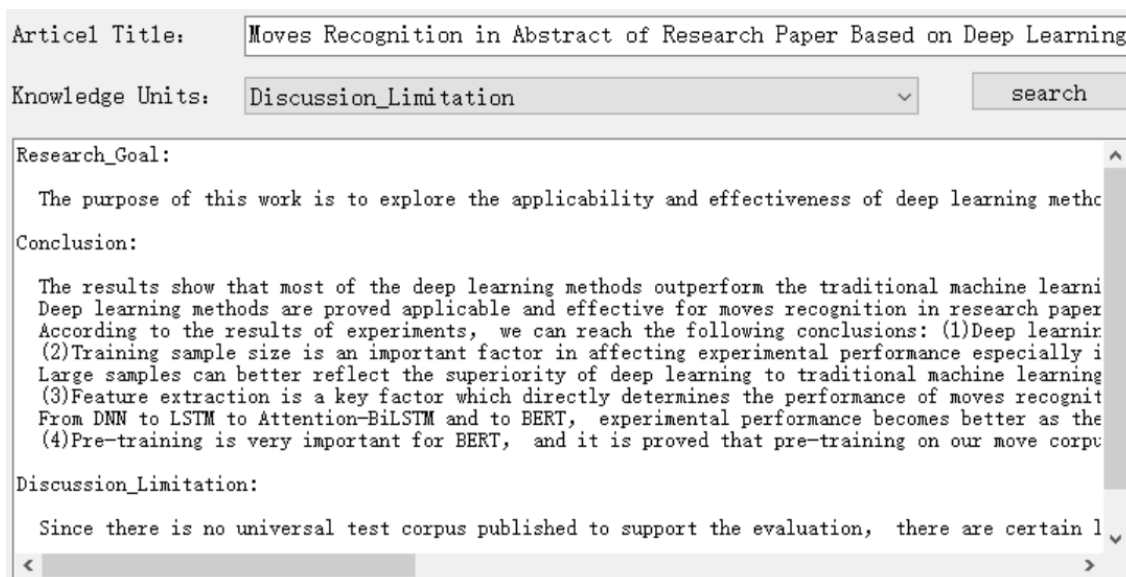 Articel Title:
Moves Recognition in Abstract of Research Paper Based on Deep Learning
Knowledge Units:
Discussion_Limitation
search
Research_Goal:
The purpose of this work is to explore the applicability and effectiveness of deep learning
Conclusion:
The results show that most of the deep learning methods outperform the traditional machine
Deep learning methods are proved applicable and effective for moves recognition in research paper
According to the results of experiments, we can reach the following conclusions: (1)Deep
(2)Training sample size is an important factor in affecting experimental performance especially
Large samples can better reflect the superiority of deep learning to traditional machine learning
(3)Feature extraction is a key factor which directly determines the performance of moves
From DNN to LSTM to Attention-BiLSTM and to BERT, experimental performance becomes better as the
(4)Pre-training is very important for BERT, and it is proved that pre-training on our move
Discussion_Limitation:
Since there is no universal test corpus published to support the evaluation, there are certain